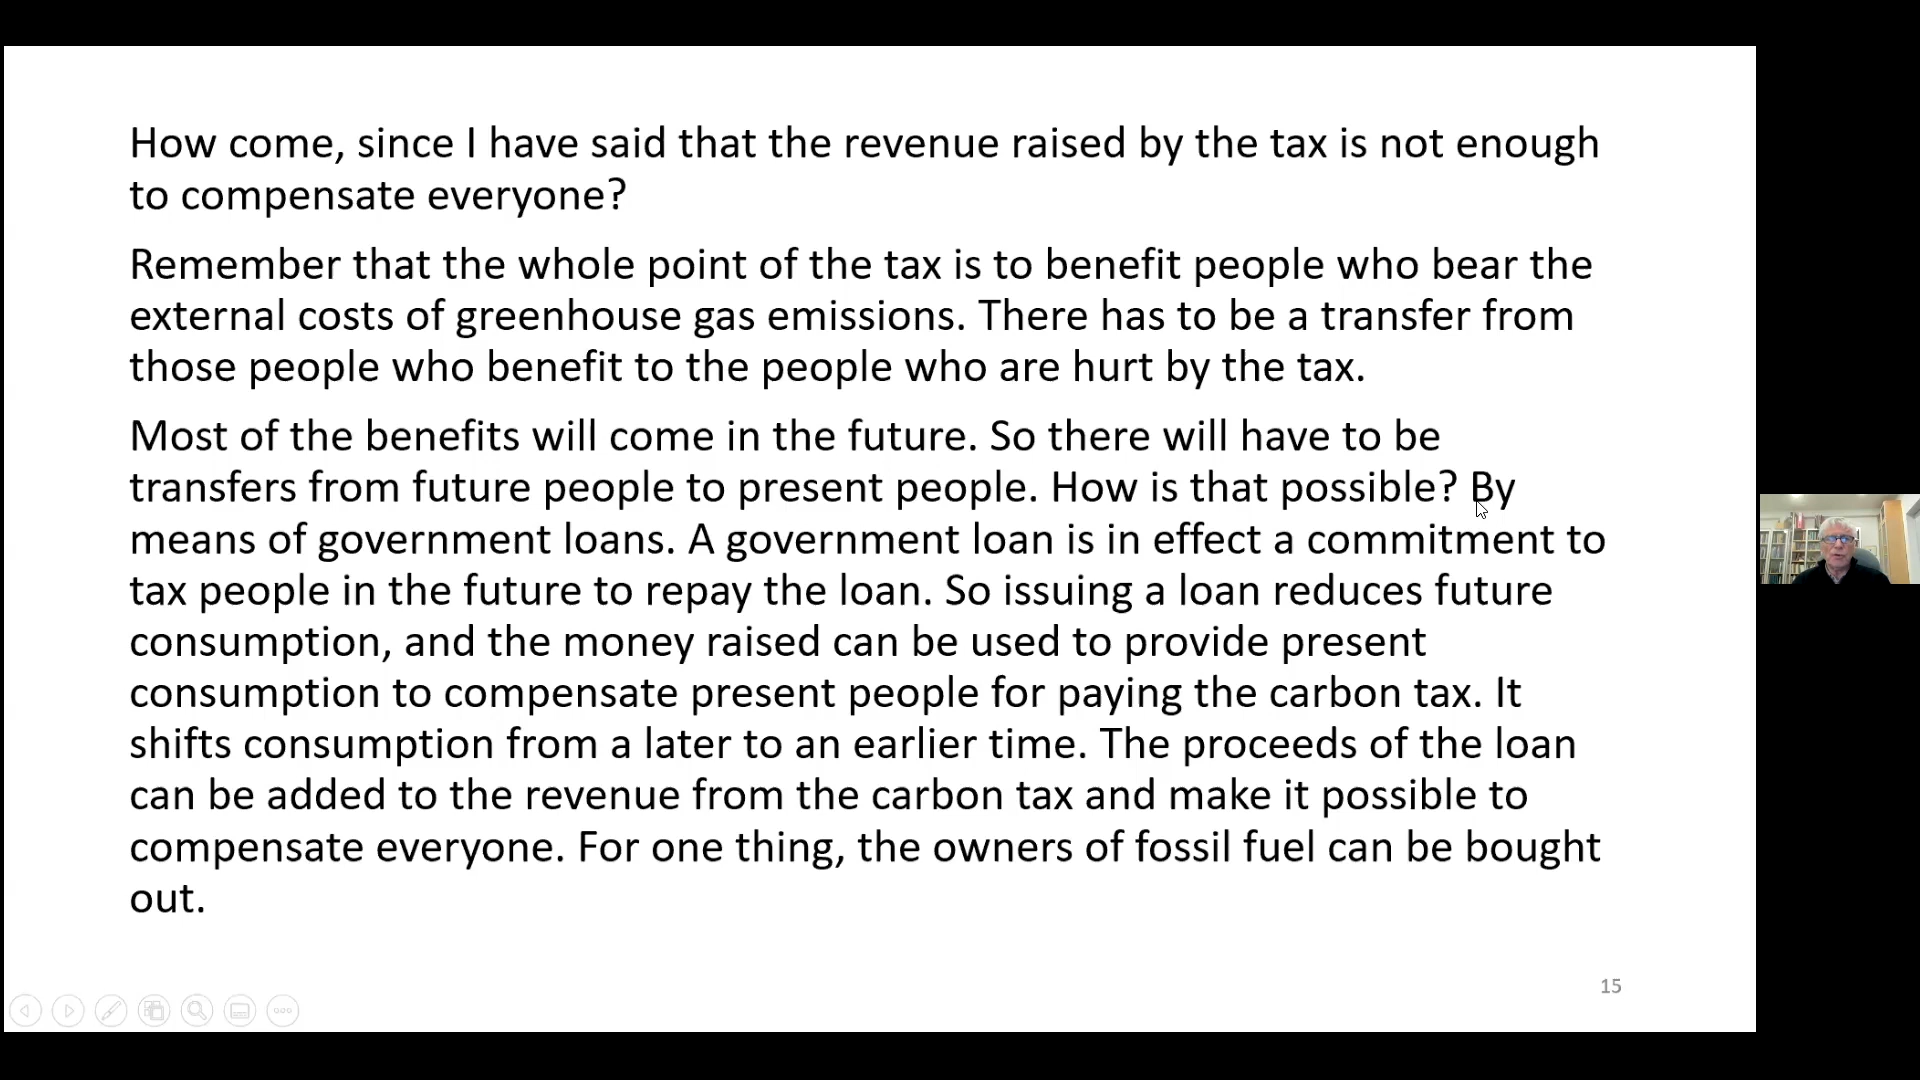 How come, since I have said that the revenue raised by the tax is not enough
to compensate everyone?
Remember that the whole point of the tax is to benefit people who bear the
external costs of greenhouse gas emissions. There has to be a transfer from
those people who benefit to the people who are hurt by the tax.
Most of the benefits will come in the future. So there will have to be
transfers from future people to present people. How is that possible? By
means of government loans. A government loan is in effect a commitment to
tax people in the future to repay the loan. So issuing a loan reduces future
consumption, and the money raised can be used to provide present
consumption to compensate present people for paying the carbon tax. It
shifts consumption from a later to an earlier time. The proceeds of the loan
can be added to the revenue from the carbon tax and make it possible to
compensate everyone. For one thing, the owners of fossil fuel can be bought
out.
15